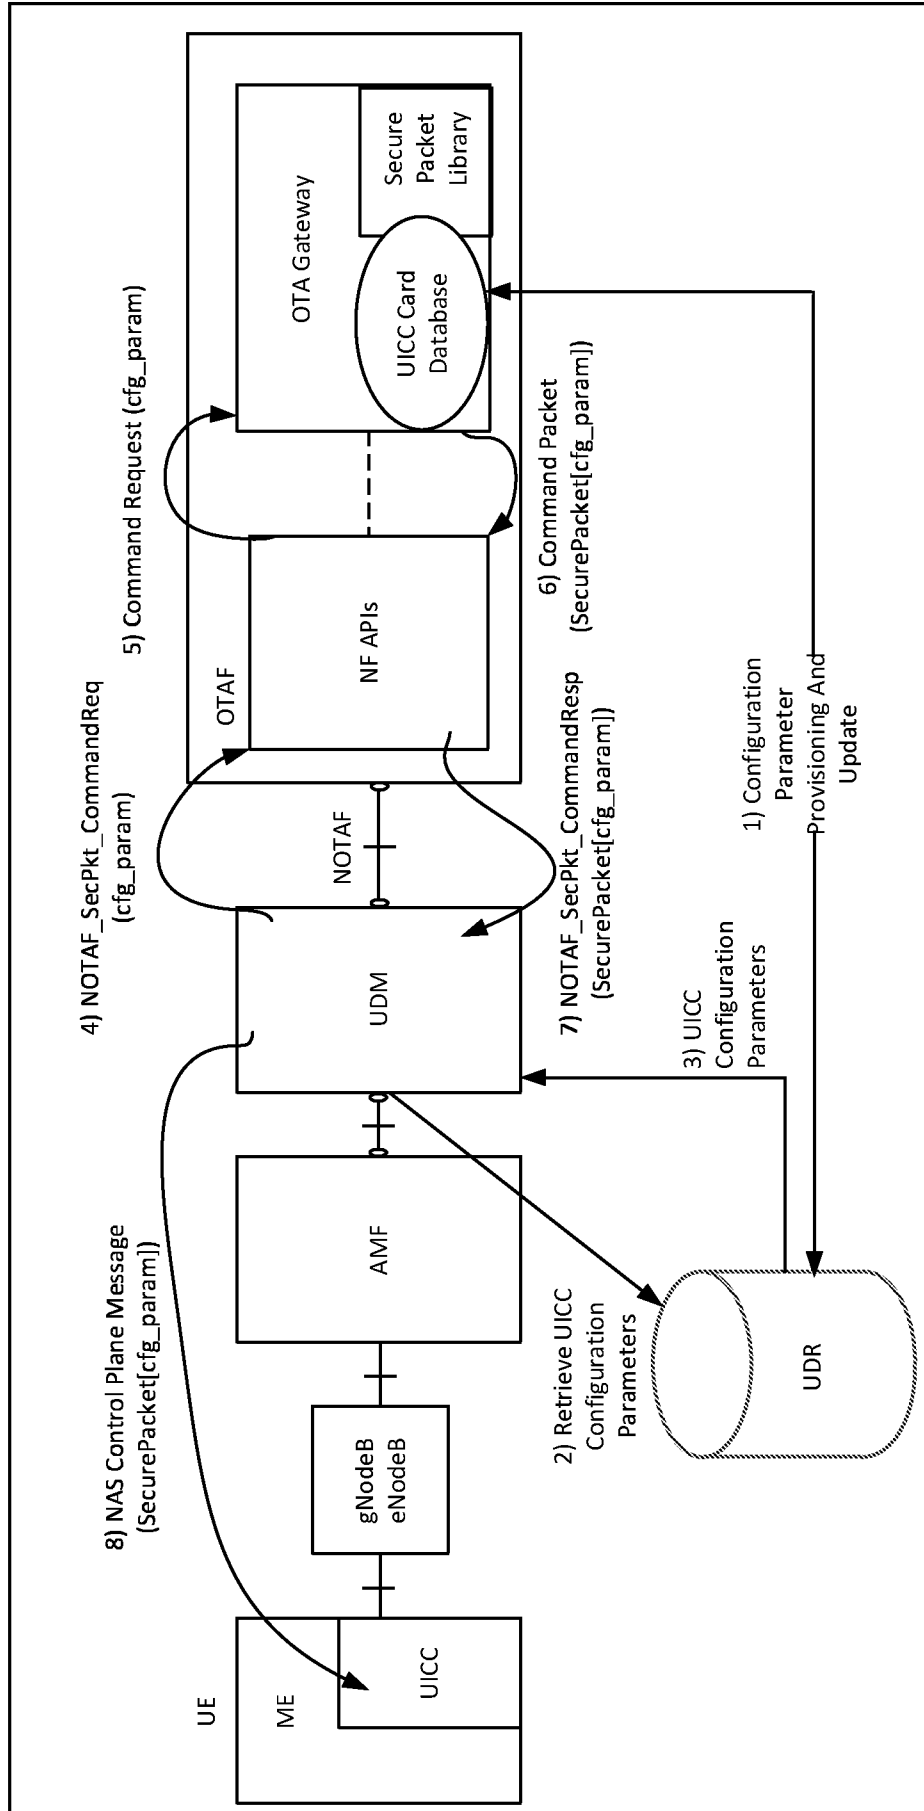 8) NAS Control Plane Message
(SecurePacket[cfg_param])
4) NOTAF_SecPkt_CommandReq
(cfg_param)
5) Command Request (cfg_param)
UE
ME
UICC
gNodeB
eNodeB
AMF
UDM
NOTAF
OTAF
NF APIs
OTA Gateway
UICC Card
Database
Secure
Packet
Library
7) NOTAF_SecPkt_CommandResp
(SecurePacket[cfg_param])
6) Command Packet
(SecurePacket[cfg_param])
2) Retrieve UICC
Configuration
Parameters
3) UICC
Configuration
Parameters
1) Configuration
Parameter
Provisioning And
Update
UDR